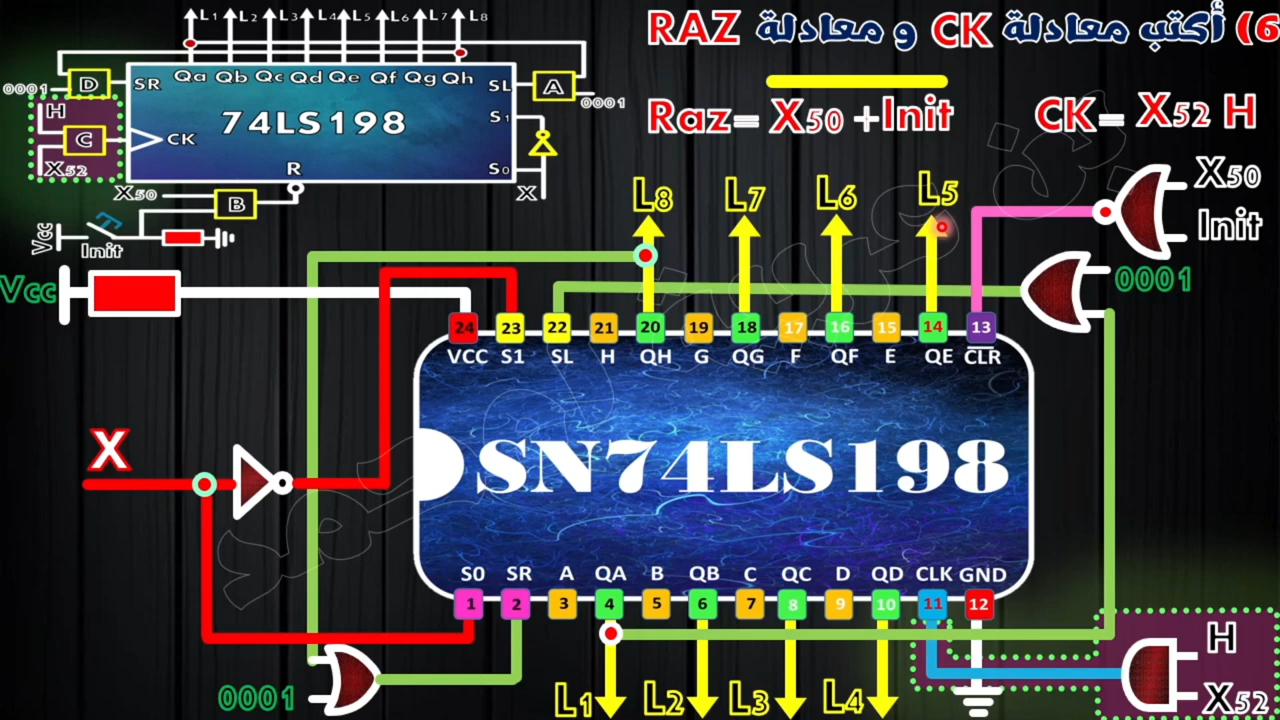 6) أكتب معادلة CK و معادلة RAZ
Raz= X50 +Init
CK= X52 H
L1 L2 L3 L4 L5 L6 L7 L8
Qa Qb Qc Qd Qe Qf Qg Qh
0001 D SR SL A 0001
H
C CK 74LS198 S1
X52
R S0
X50 B X
Vcc Init
L8 L7 L6 L5
X50
Init
0001
Vcc
24 23 22 21 20 19 18 17 16 15 14 13
VCC S1 SL H QH G QG F QF E QE CLR
X
SN74LS198
S0 SR A QA B QB C QC D QD CLK GND
1 2 3 4 5 6 7 8 9 10 11 12
H
X52
0001
L1 L2 L3 L4